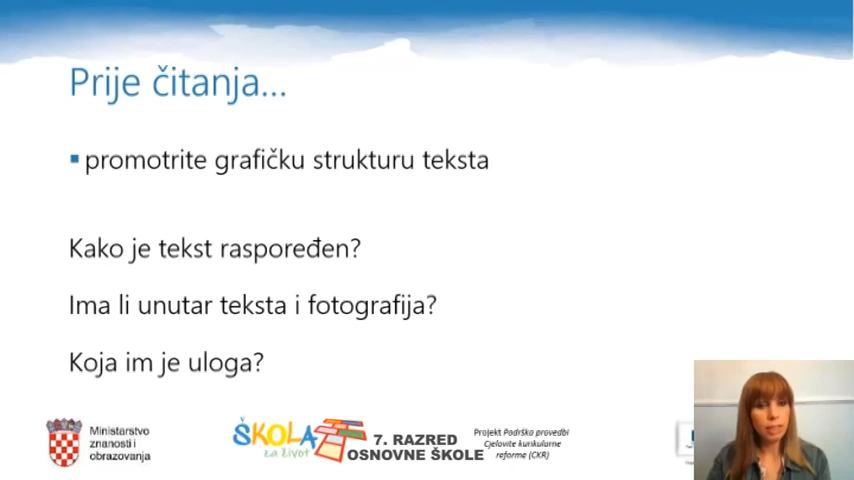 Prije čitanja...
▪ promotrite grafičku strukturu teksta
Kako je tekst raspoređen?
Ima li unutar teksta i fotografija?
Koja im je uloga?
Ministarstvo
znanosti i
obrazovanja
ŠKOLA
za život
7. RAZRED
OSNOVNE ŠKOLE
Projekt Podrška provedbi
Cjelovite kurikularne
reforme (CKR)